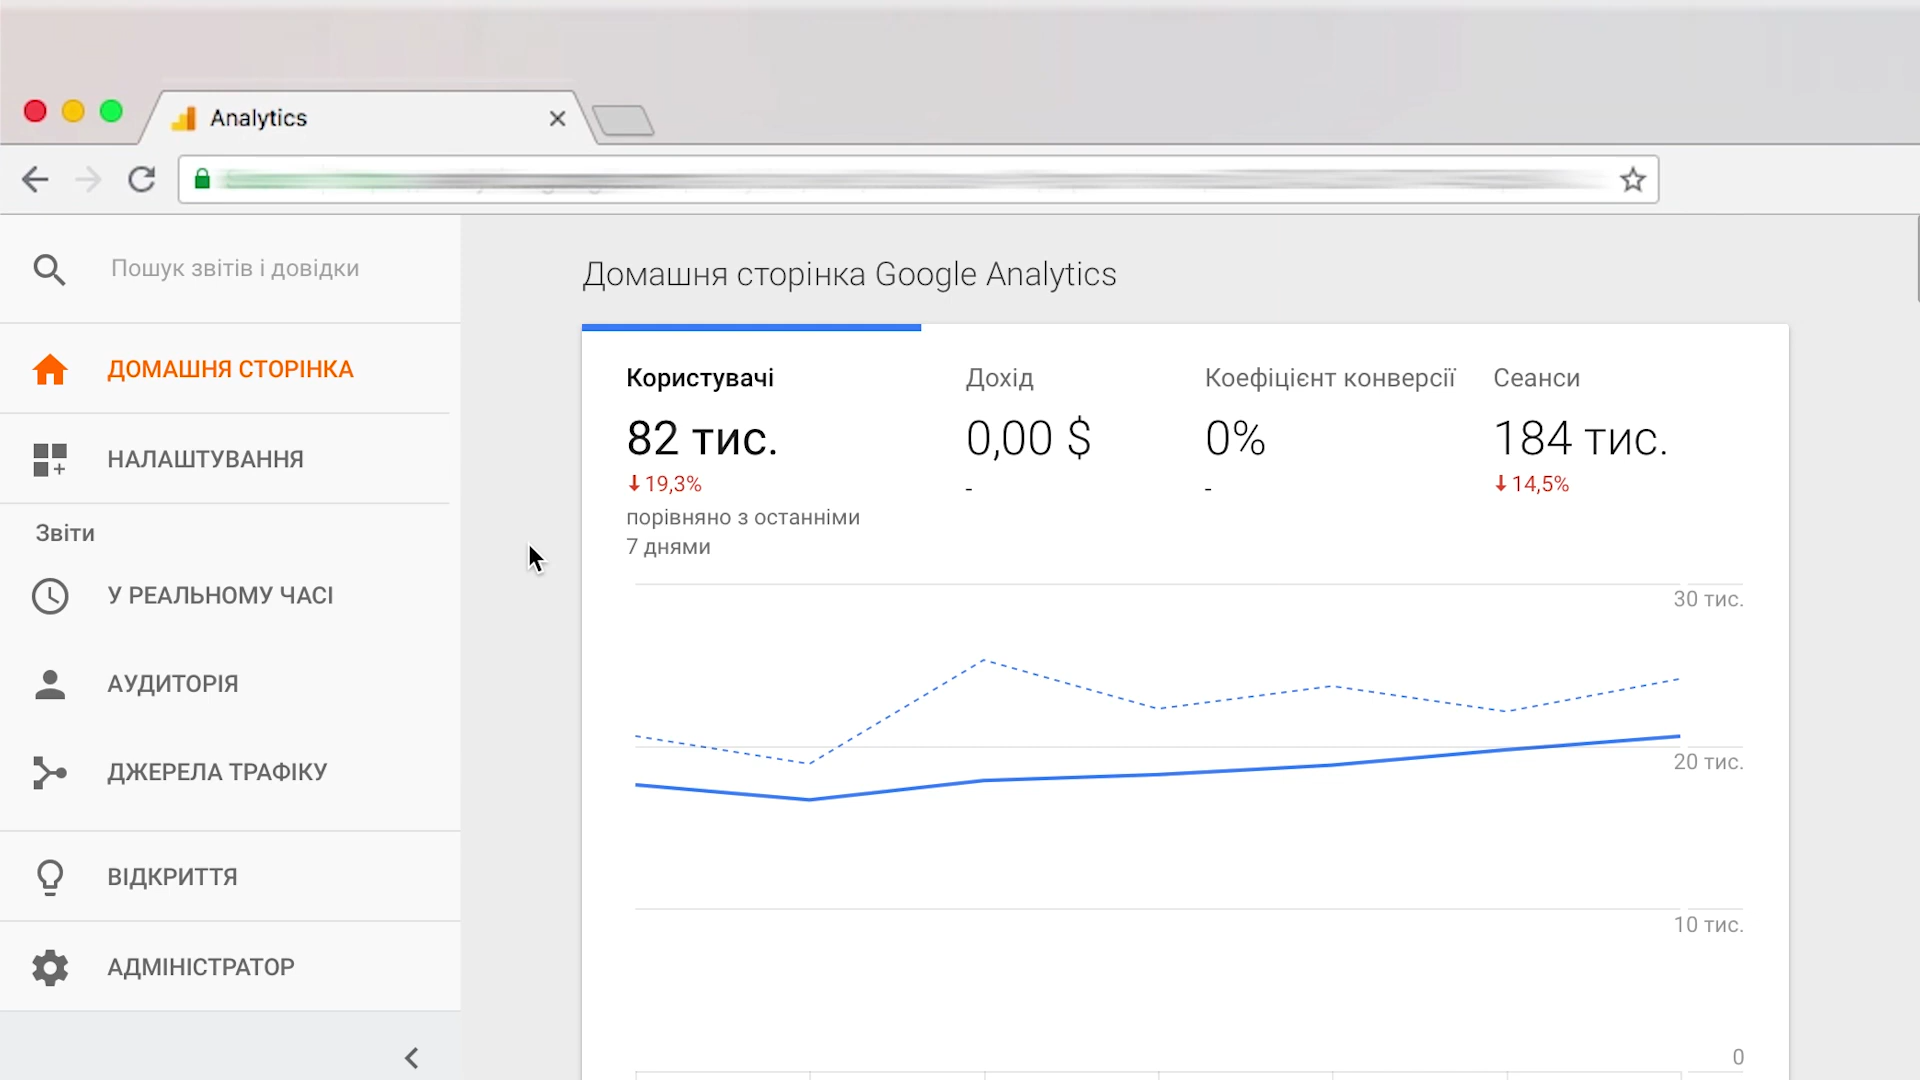 Analytics
Пошук звітів і довідки
ДОМАШНЯ СТОРІНКА
НАЛАШТУВАННЯ
Звіти
У РЕАЛЬНОМУ ЧАСІ
АУДИТОРІЯ
ДЖЕРЕЛА ТРАФІКУ
ВІДКРИТТЯ
АДМІНІСТРАТОР
Домашня сторінка Google Analytics
Користувачі
82 тис.
19,3%
порівняно з останніми
7 днями
Дохід
0,00 $
-
Коефіцієнт конверсії
0%
-
Сеанси
184 тис.
14,5%
30 тис.
20 тис.
10 тис.
0